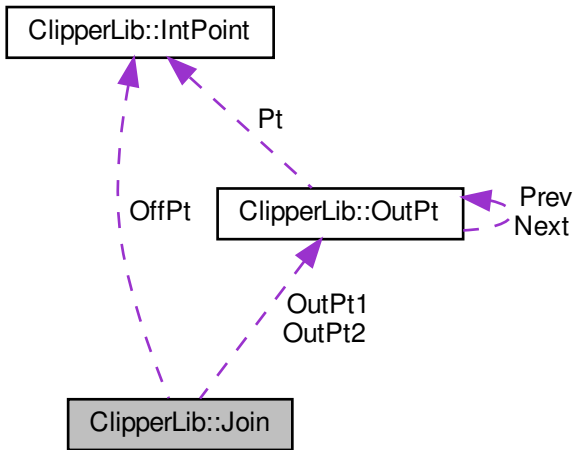 ClipperLib::IntPoint
Pt
OffPt
ClipperLib::OutPt
Prev
Next
OutPt1
OutPt2
ClipperLib::Join